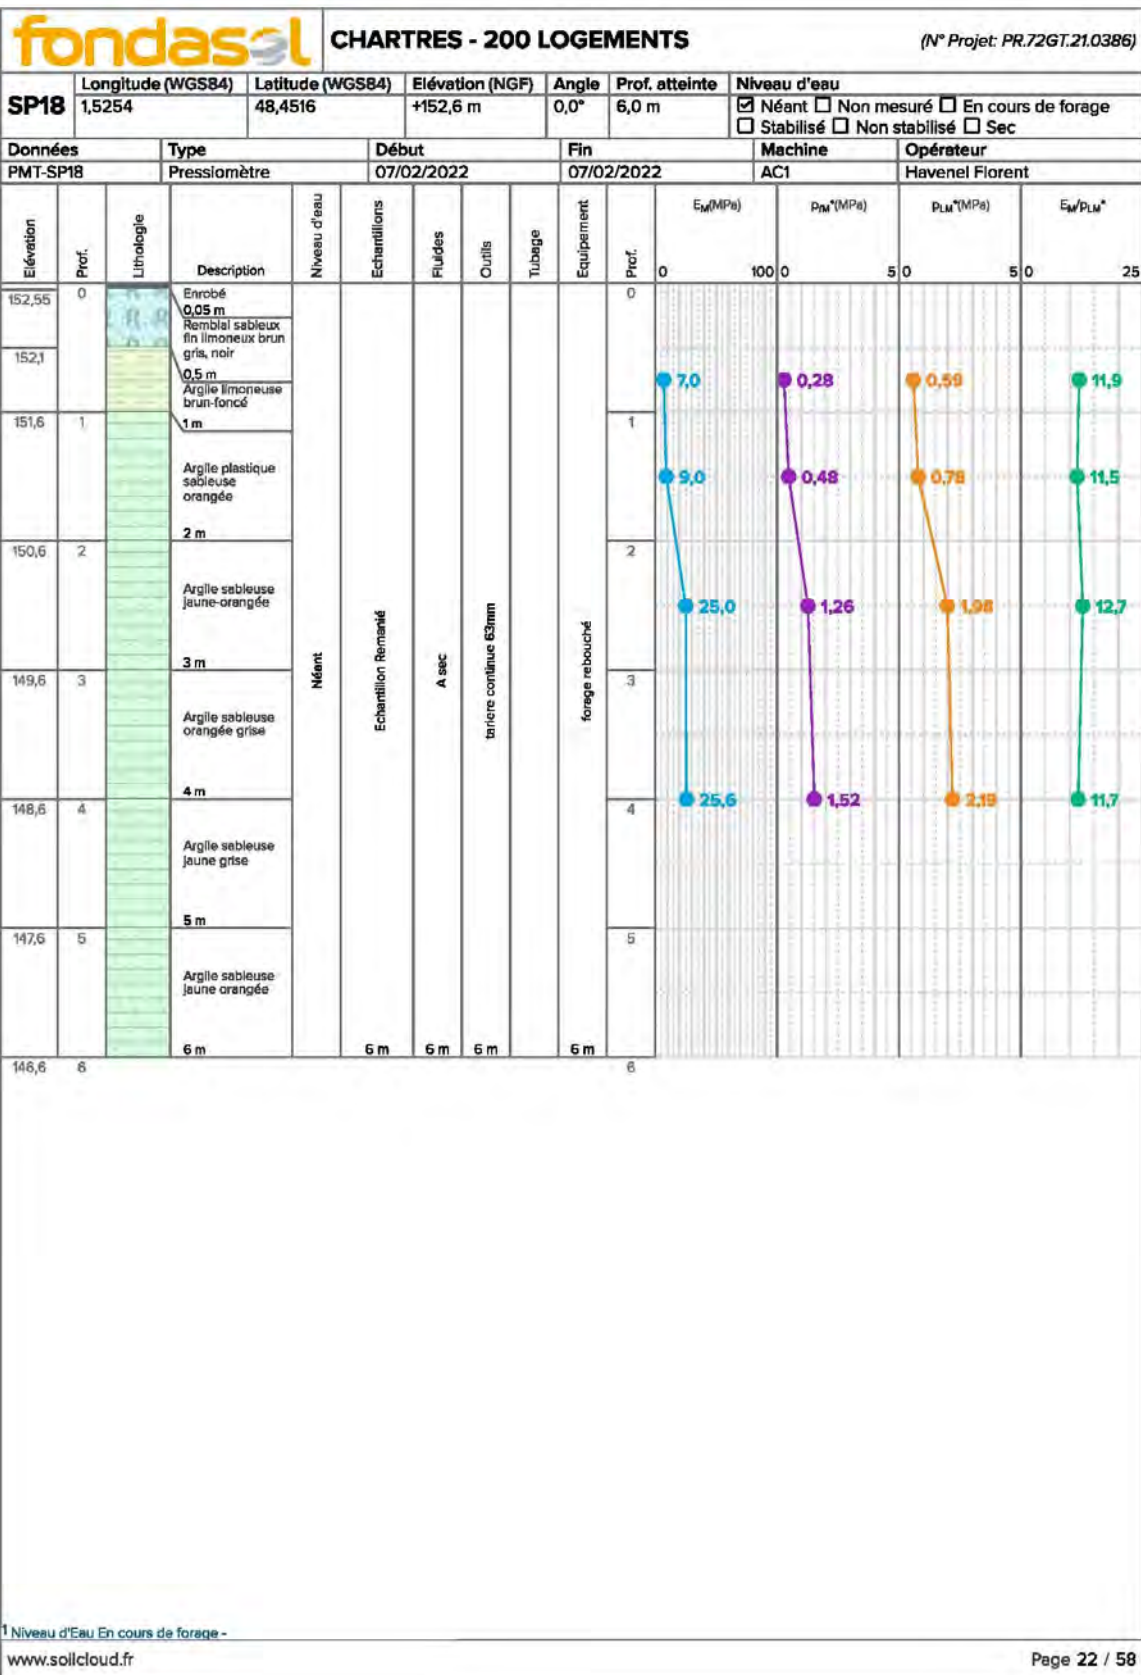 fondasol
CHARTRES - 200 LOGEMENTS
(N° Projet: PR.72GT.21.0386)
SP18
Longitude (WGS84) Latitude (WGS84) Elévation (NGF) Angle Prof. atteinte Niveau d'eau
1,5254 48,4516 +152,6 m 0,0° 6,0 m ☑ Néant ☐ Non mesuré ☐ En cours de forage
☐ Stabilisé ☐ Non stabilisé ☐ Sec
Données Type Début Fin Machine Opérateur
PMT-SP18 Pressiomètre 07/02/2022 07/02/2022 AC1 Havenel Florent
Elévation Prof. Lithologie Description Niveau d'eau Echantillons Fluides Outils Tubage Equipement Prof.
EM(MPa) pfM*(MPa) pLM*(MPa) EM/pLM*
0 100 0 5 0 5 0 25
152,55 0 Enrobé 0
0,05 m
Remblai sableux
fin limoneux brun
gris, noir
152,1
0,5 m
Argile limoneuse
brun-foncé
7,0 0,28 0,59 11,9
151,6 1 1 m 1
Argile plastique
sableuse
orangée
9,0 0,48 0,78 11,5
2 m
150,6 2 2
Argile sableuse
jaune-orangée
25,0 1,26 1,98 12,7
3 m
149,6 3 3
Néant
Echantillon Remanié
A sec
tariere continue 63mm
forage rebouché
Argile sableuse
orangée grise
4 m
25,6 1,52 2,19 11,7
148,6 4 4
Argile sableuse
jaune grise
5 m
147,6 5 5
Argile sableuse
jaune orangée
6 m 6 m 6 m 6 m 6 m
146,6 6 6
1 Niveau d'Eau En cours de forage -
www.soilcloud.fr
Page 22 / 58